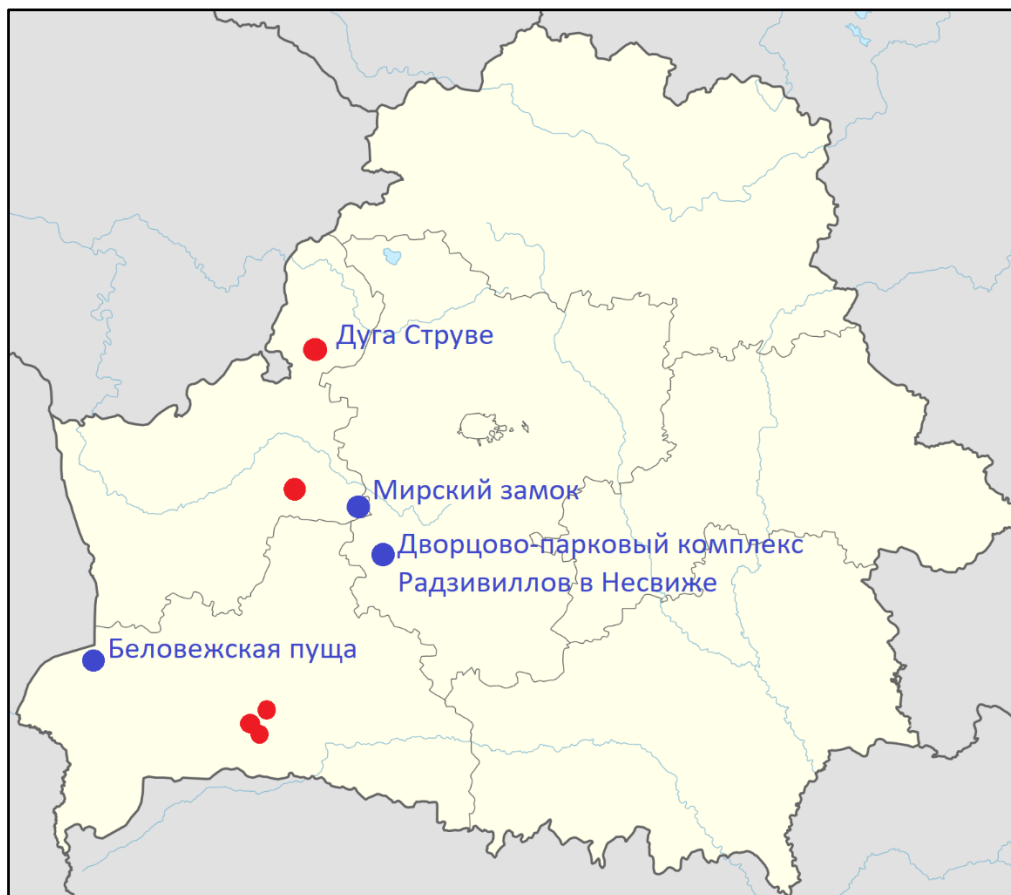 Дуга Струве
Мирский замок
Дворцово-парковый комплекс
Радзивиллов в Несвиже
Беловежская пуща